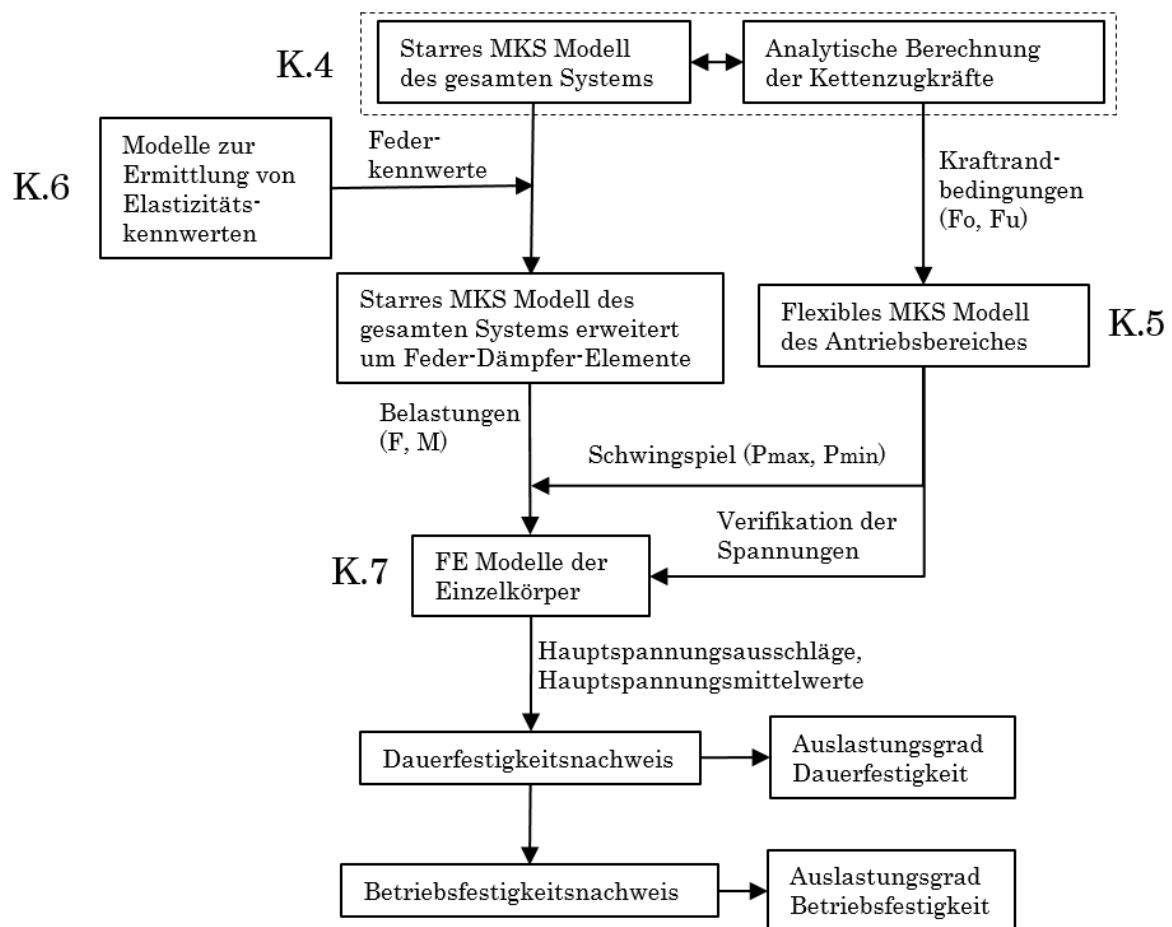 K.4
Starres MKS Modell
des gesamten Systems
Analytische Berechnung
der Kettenzugkräfte
K.6
Modelle zur
Ermittlung von
Elastizitäts-
kennwerten
Feder-
kennwerte
Kraftrand-
bedingungen
(Fo, Fu)
Starres MKS Modell des
gesamten Systems erweitert
um Feder-Dämpfer-Elemente
Flexibles MKS Modell
des Antriebsbereiches
K.5
Belastungen
(F, M)
Schwingspiel (Pmax, Pmin)
Verifikation der
Spannungen
K.7
FE Modelle der
Einzelkörper
Hauptspannungsausschläge,
Hauptspannungsmittelwerte
Dauerfestigkeitsnachweis
Auslastungsgrad
Dauerfestigkeit
Betriebsfestigkeitsnachweis
Auslastungsgrad
Betriebsfestigkeit